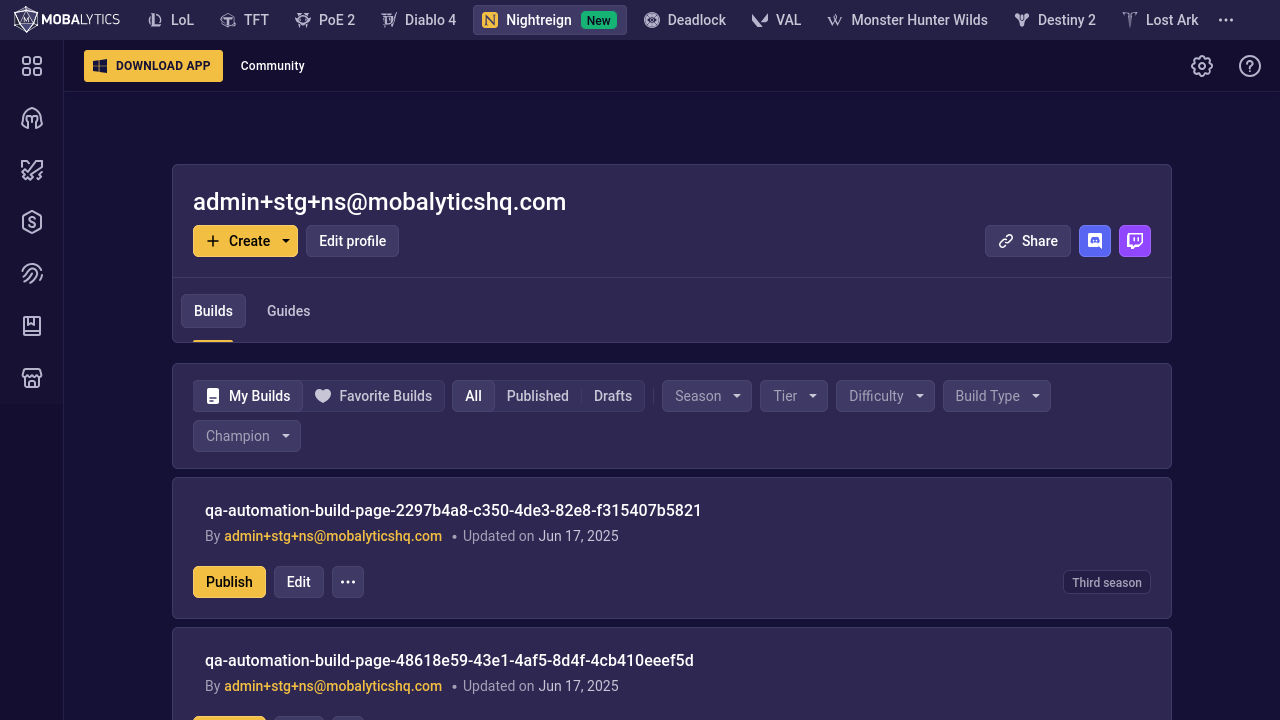 MOBALYTICS LoL TFT PoE 2 Diablo 4 Nightreign New Deadlock VAL Monster Hunter Wilds Destiny 2 Lost Ark
DOWNLOAD APP Community
admin+stg+ns@mobalyticshq.com
Create Edit profile Share
Builds Guides
My Builds Favorite Builds All Published Drafts Season Tier Difficulty Build Type
Champion
qa-automation-build-page-2297b4a8-c350-4de3-82e8-f315407b5821
By admin+stg+ns@mobalyticshq.com • Updated on Jun 17, 2025
Publish Edit Third season
qa-automation-build-page-48618e59-43e1-4af5-8d4f-4cb410eeef5d
By admin+stg+ns@mobalyticshq.com • Updated on Jun 17, 2025